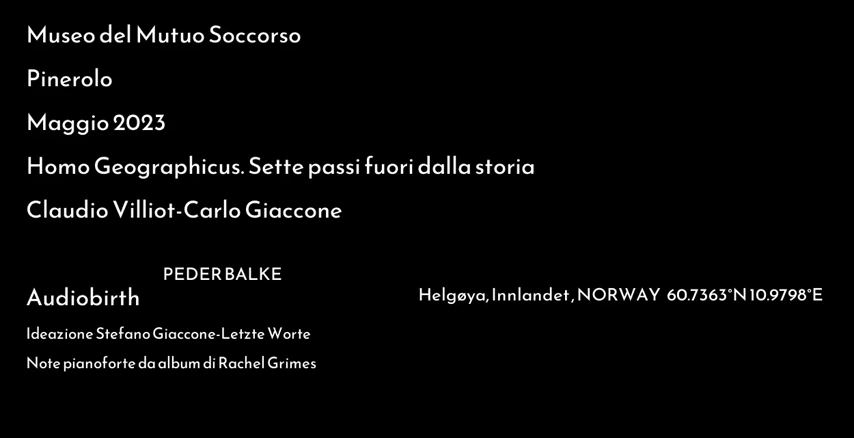 Museo del Mutuo Soccorso
Pinerolo
Maggio 2023
Homo Geographicus. Sette passi fuori dalla storia
Claudio Villiot-Carlo Giaccone
PEDER BALKE
Audiobirth
Helgøya, Innlandet, NORWAY 60.7363°N 10.9798°E
Ideazione Stefano Giaccone-Letzte Worte
Note pianoforte da album di Rachel Grimes